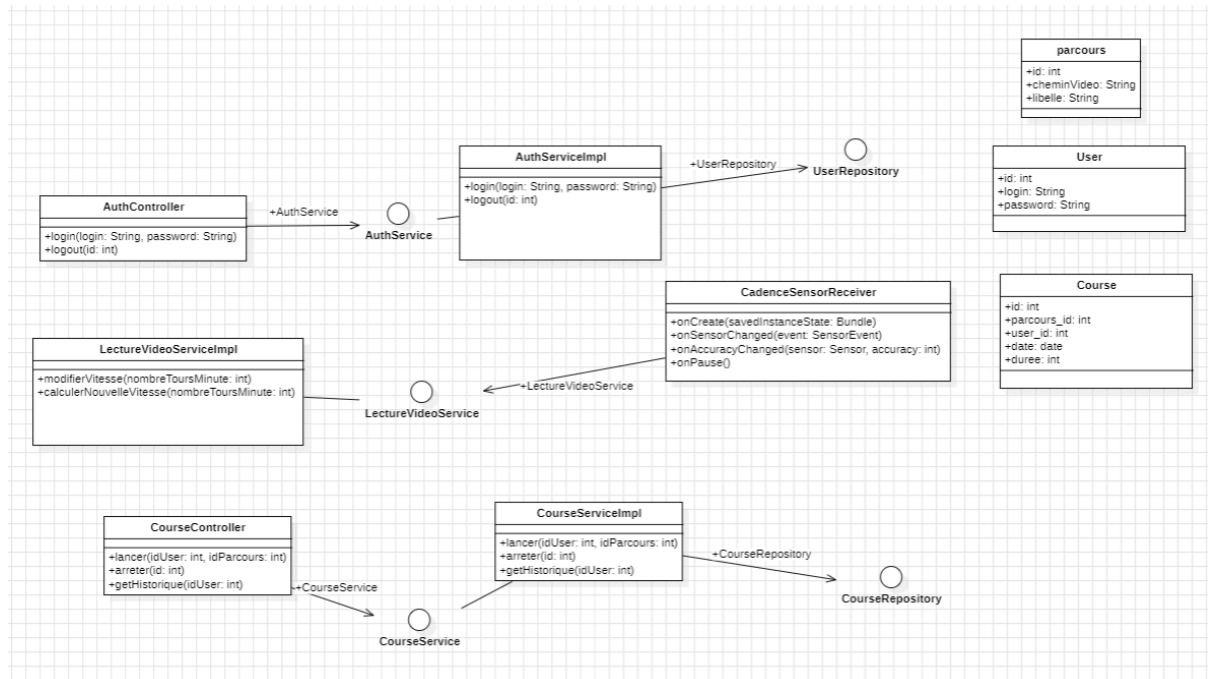 parcours
+id: int
+cheminVideo: String
+libelle: String
AuthServiceImpl
+login(login: String, password: String)
+logout(id: int)
+UserRepository
UserRepository
User
+id: int
+login: String
+password: String
AuthController
+login(login: String, password: String)
+logout(id: int)
+AuthService
AuthService
CadenceSensorReceiver
+onCreate(savedInstanceState: Bundle)
+onSensorChanged(event: SensorEvent)
+onAccuracyChanged(sensor: Sensor, accuracy: int)
+onPause()
Course
+id: int
+parcours_id: int
+user_id: int
+date: date
+duree: int
LectureVideoServiceImpl
+modifierVitesse(nombreToursMinute: int)
+calculerNouvelleVitesse(nombreToursMinute: int)
+LectureVideoService
LectureVideoService
CourseController
+lancer(idUser: int, idParcours: int)
+arreter(id: int)
+getHistorique(idUser: int)
+CourseService
CourseService
CourseServiceImpl
+lancer(idUser: int, idParcours: int)
+arreter(id: int)
+getHistorique(idUser: int)
+CourseRepository
CourseRepository